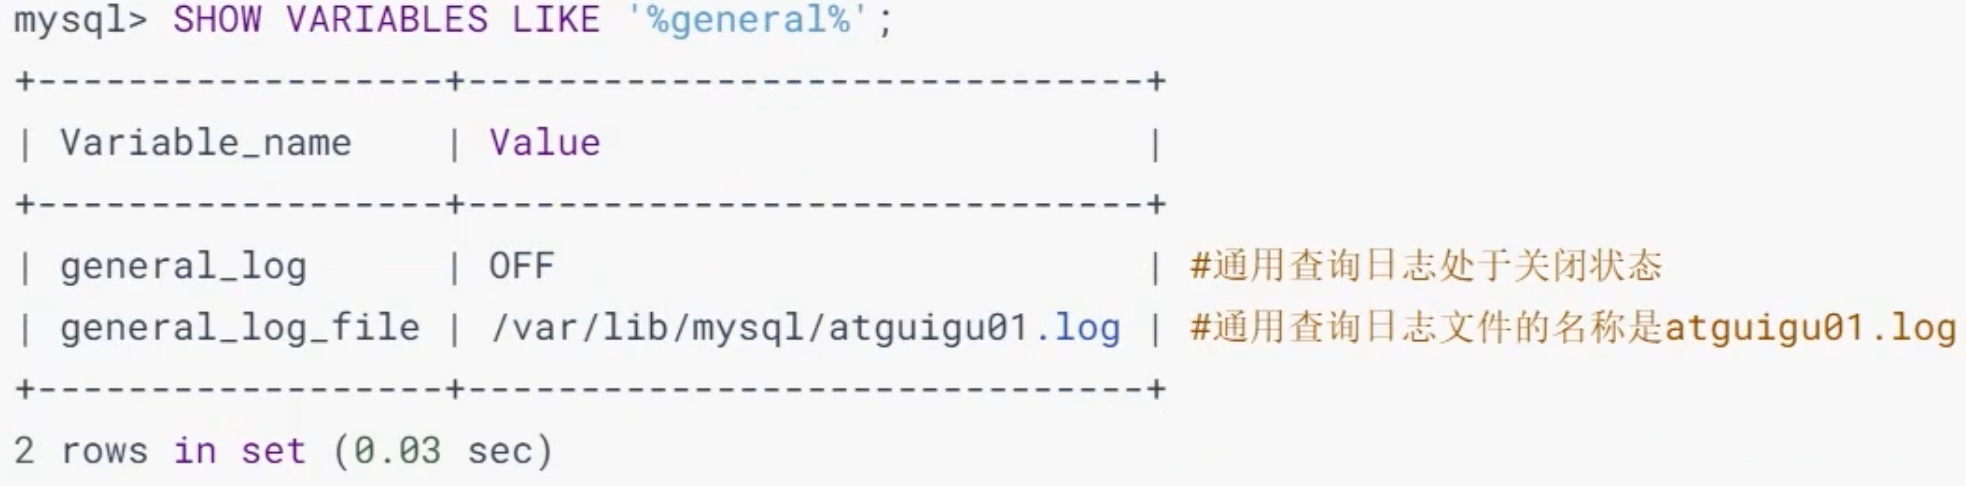 mysql> SHOW VARIABLES LIKE '%general%';
+------------------+------------------------------+
| Variable_name    | Value                        |
+------------------+------------------------------+
| general_log      | OFF                          | #通用查询日志处于关闭状态
| general_log_file | /var/lib/mysql/atguigu01.log | #通用查询日志文件的名称是atguigu01.log
+------------------+------------------------------+
2 rows in set (0.03 sec)